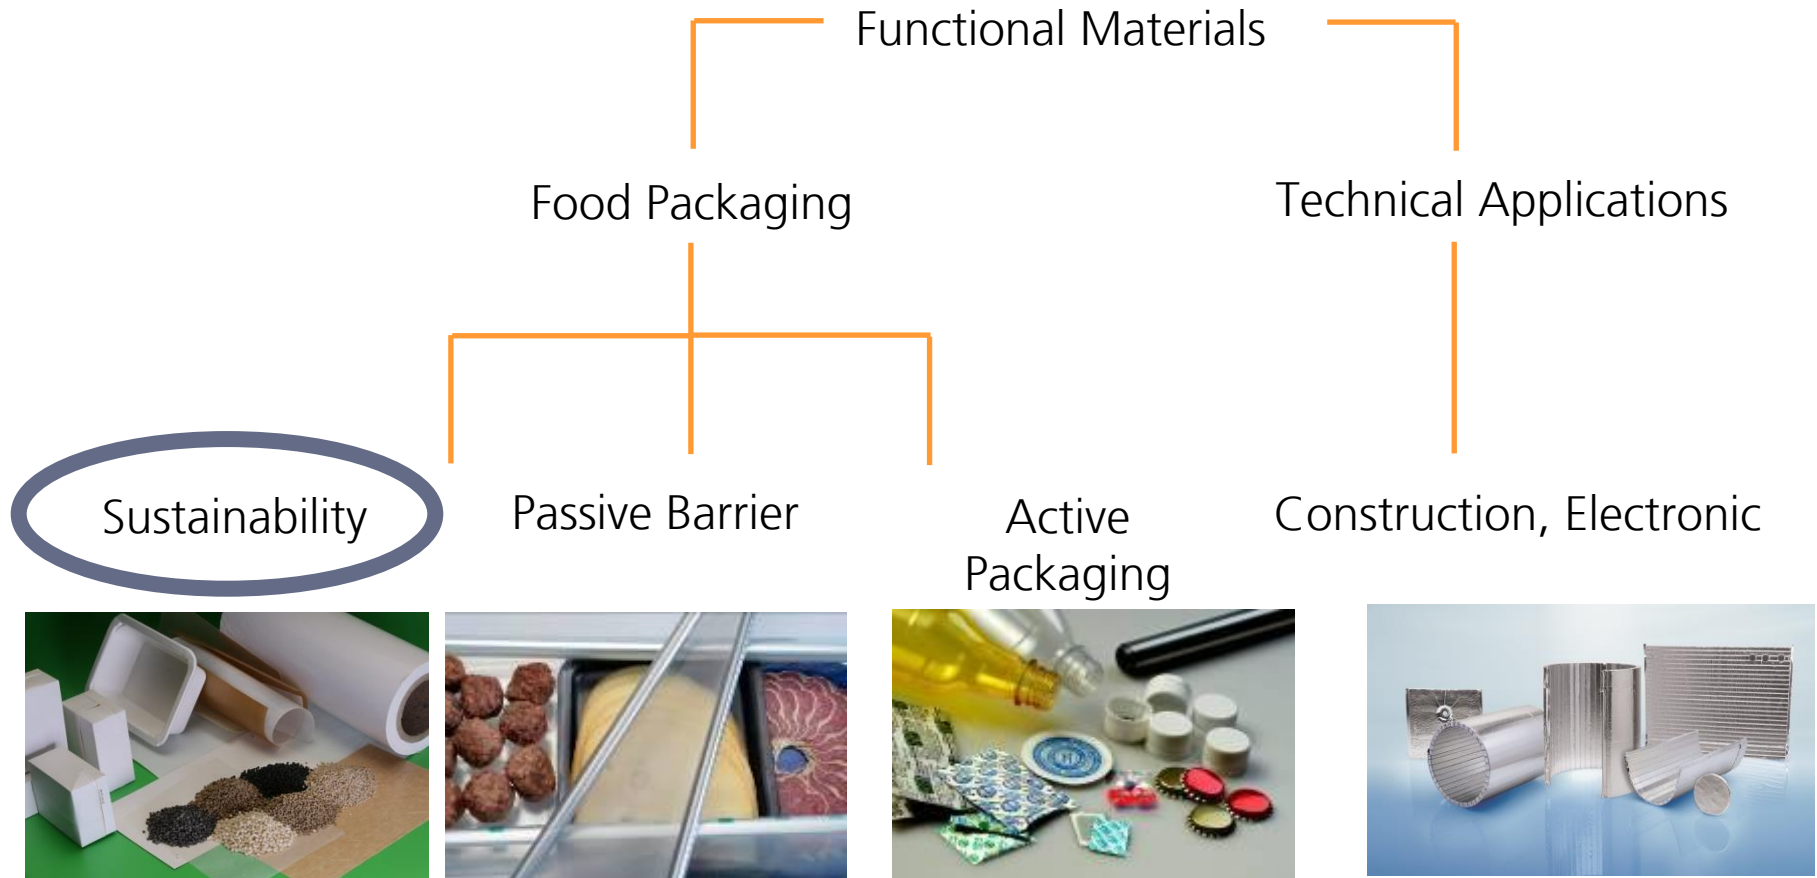 Functional Materials
Food Packaging
Technical Applications
Sustainability
Passive Barrier
Active
Packaging
Construction, Electronic